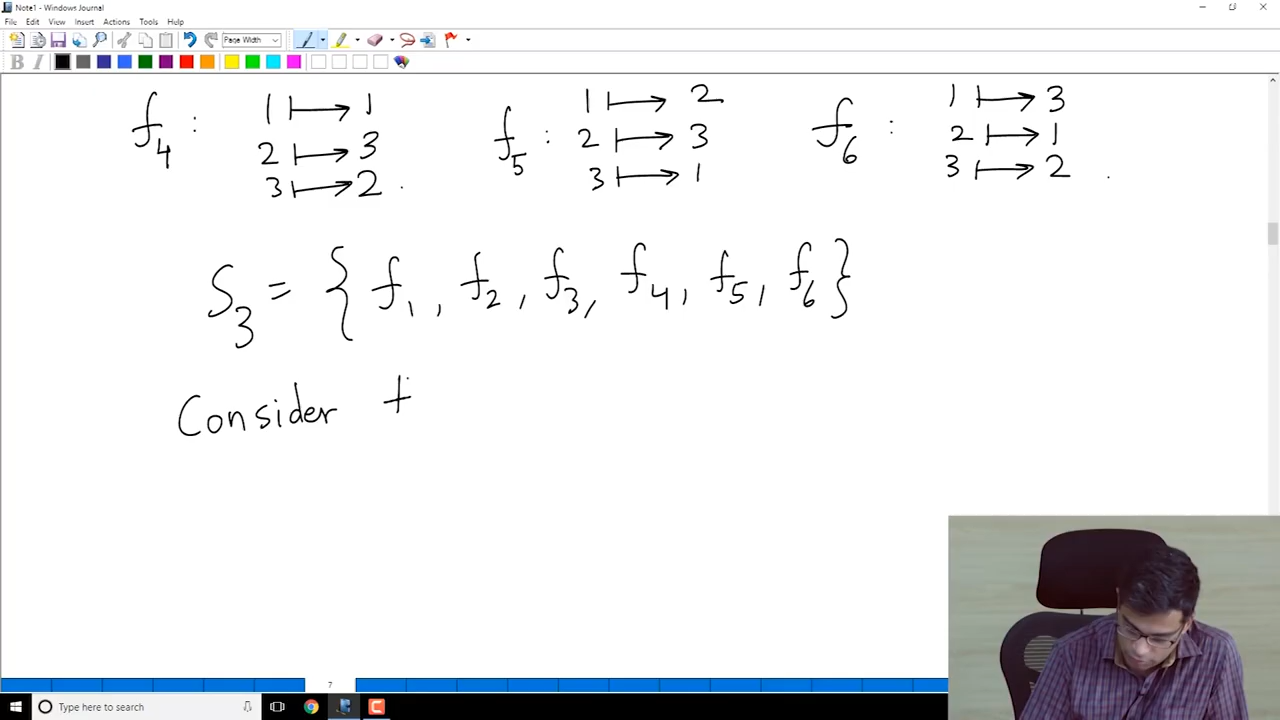 Note1 - Windows Journal
File Edit View Insert Actions Tools Help
Page Width
B I
f₄ : 1 ↦ 1 f₅ : 1 ↦ 2 f₆ : 1 ↦ 3
2 ↦ 3 2 ↦ 3 2 ↦ 1
3 ↦ 2 . 3 ↦ 1 3 ↦ 2 .
S₃ = { f₁ , f₂ , f₃ , f₄ , f₅ , f₆ }
Consider
7
Type here to search